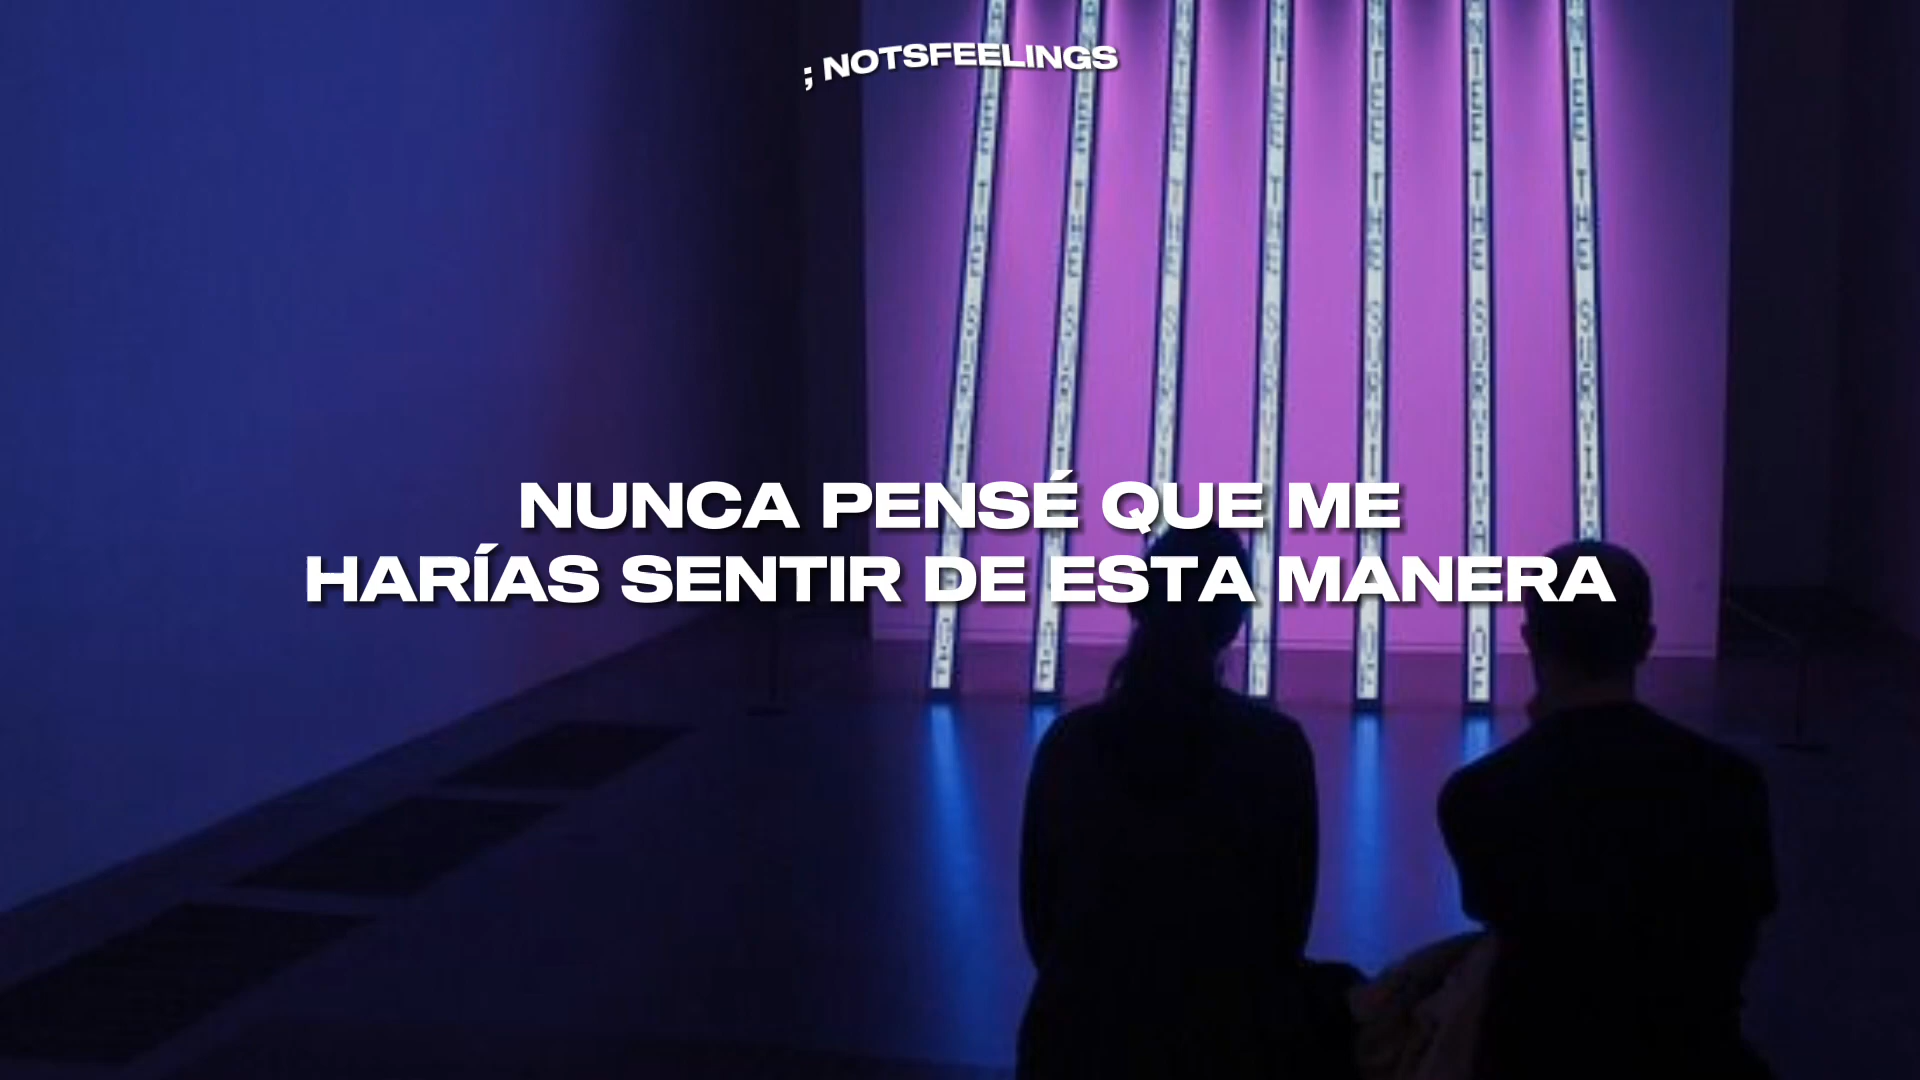 ; NOTSFEELINGS
NUNCA PENSÉ QUE ME
HARÍAS SENTIR DE ESTA MANERA